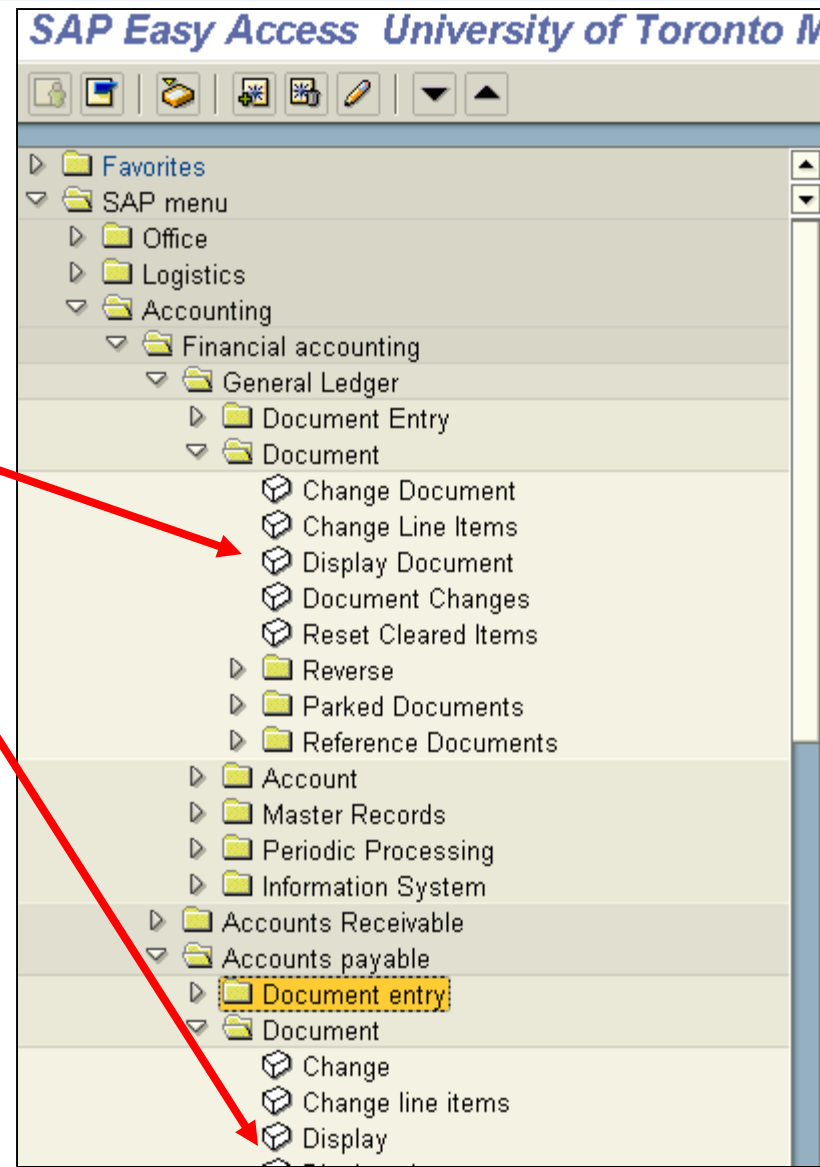 SAP Easy Access University of Toronto
Favorites
SAP menu
Office
Logistics
Accounting
Financial accounting
General Ledger
Document Entry
Document
Change Document
Change Line Items
Display Document
Document Changes
Reset Cleared Items
Reverse
Parked Documents
Reference Documents
Account
Master Records
Periodic Processing
Information System
Accounts Receivable
Accounts payable
Document entry
Document
Change
Change line items
Display